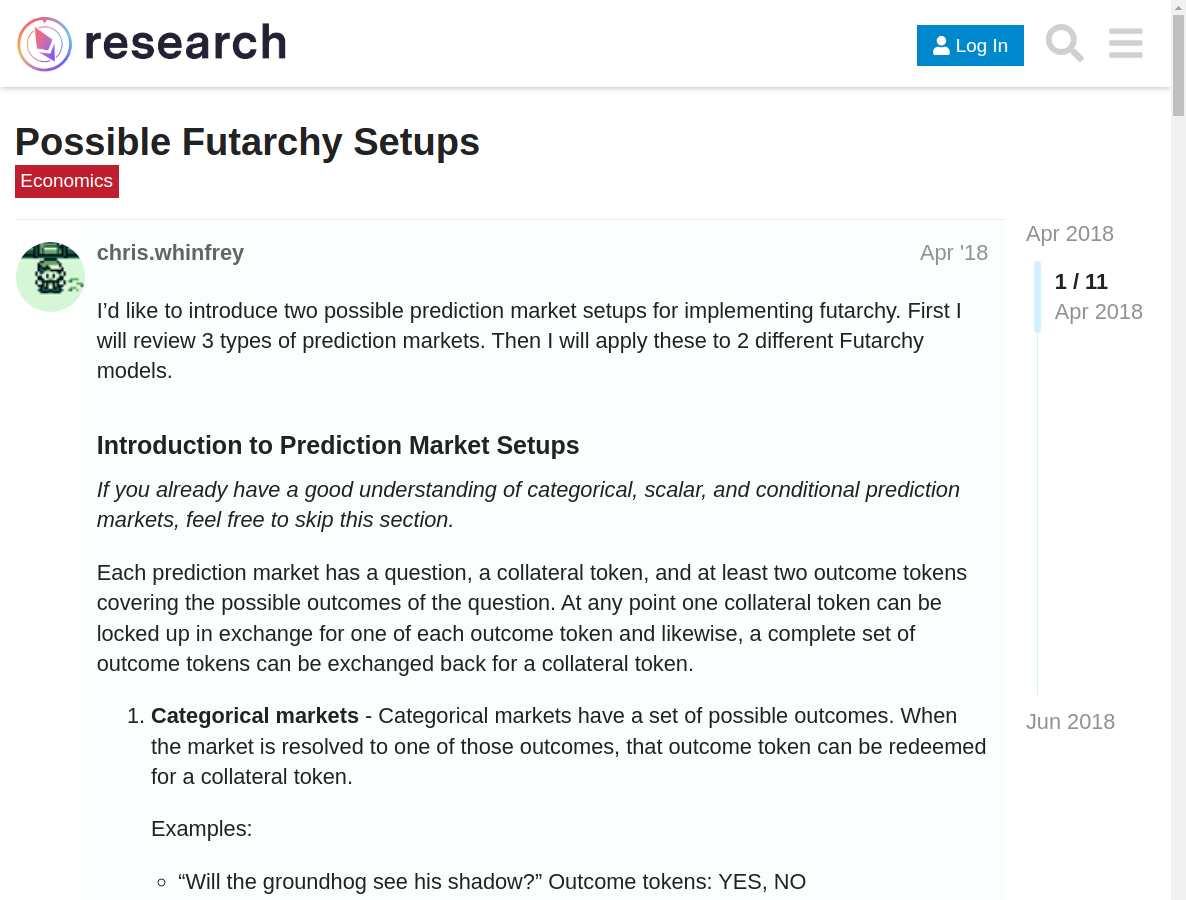 research
Log In
Possible Futarchy Setups
Economics
chris.whinfrey
Apr '18
I’d like to introduce two possible prediction market setups for implementing futarchy. First I
will review 3 types of prediction markets. Then I will apply these to 2 different Futarchy
models.
Introduction to Prediction Market Setups
If you already have a good understanding of categorical, scalar, and conditional prediction
markets, feel free to skip this section.
Each prediction market has a question, a collateral token, and at least two outcome tokens
covering the possible outcomes of the question. At any point one collateral token can be
locked up in exchange for one of each outcome token and likewise, a complete set of
outcome tokens can be exchanged back for a collateral token.
1. Categorical markets - Categorical markets have a set of possible outcomes. When
the market is resolved to one of those outcomes, that outcome token can be redeemed
for a collateral token.
Examples:
◦ “Will the groundhog see his shadow?” Outcome tokens: YES, NO
Apr 2018
1 / 11
Apr 2018
Jun 2018